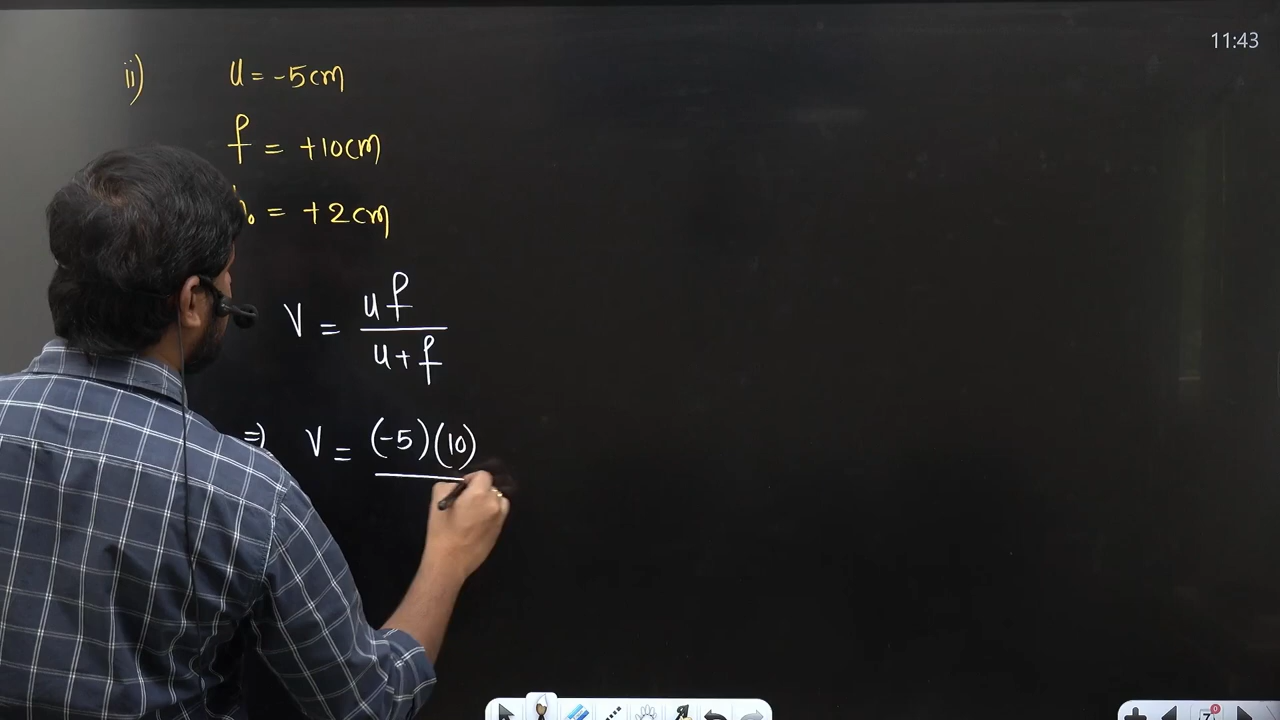 11:43
ii) u = -5cm
f = +10cm
= +2cm
V = uf
u+f
⇒ V = (-5)(10)